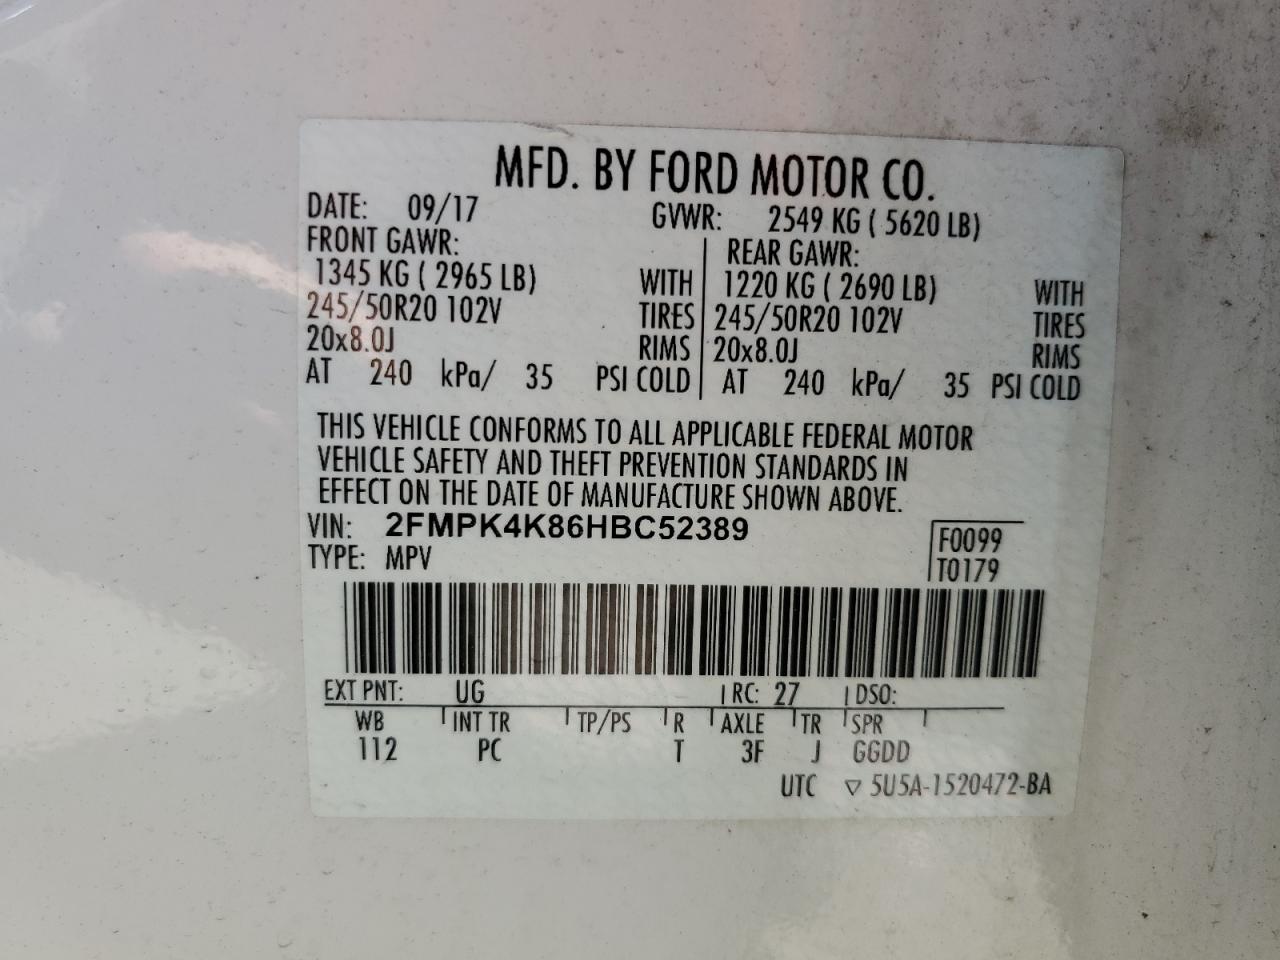 MFD. BY FORD MOTOR CO.
DATE: 09/17 GVWR: 2549 KG ( 5620 LB)
FRONT GAWR: REAR GAWR:
1345 KG ( 2965 LB) WITH 1220 KG ( 2690 LB) WITH
245/50R20 102V TIRES 245/50R20 102V TIRES
20x8.0J RIMS 20x8.0J RIMS
AT 240 kPa/ 35 PSI COLD AT 240 kPa/ 35 PSI COLD
THIS VEHICLE CONFORMS TO ALL APPLICABLE FEDERAL MOTOR
VEHICLE SAFETY AND THEFT PREVENTION STANDARDS IN
EFFECT ON THE DATE OF MANUFACTURE SHOWN ABOVE.
VIN: 2FMPK4K86HBC52389 F0099
TYPE: MPV T0179
EXT PNT: UG RC: 27 DSO:
WB INT TR TP/PS R AXLE TR SPR
112 PC T 3F J GGDD
UTC ▽ 5U5A-1520472-BA